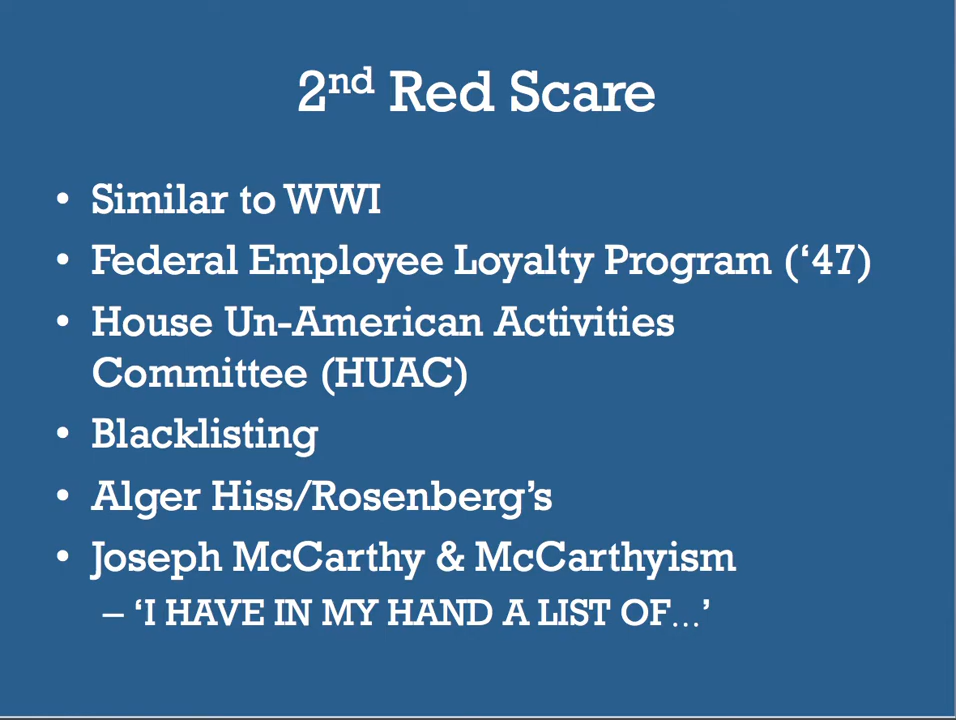 2nd Red Scare
• Similar to WWI
• Federal Employee Loyalty Program (‘47)
• House Un-American Activities
Committee (HUAC)
• Blacklisting
• Alger Hiss/Rosenberg’s
• Joseph McCarthy & McCarthyism
– ‘I HAVE IN MY HAND A LIST OF…’